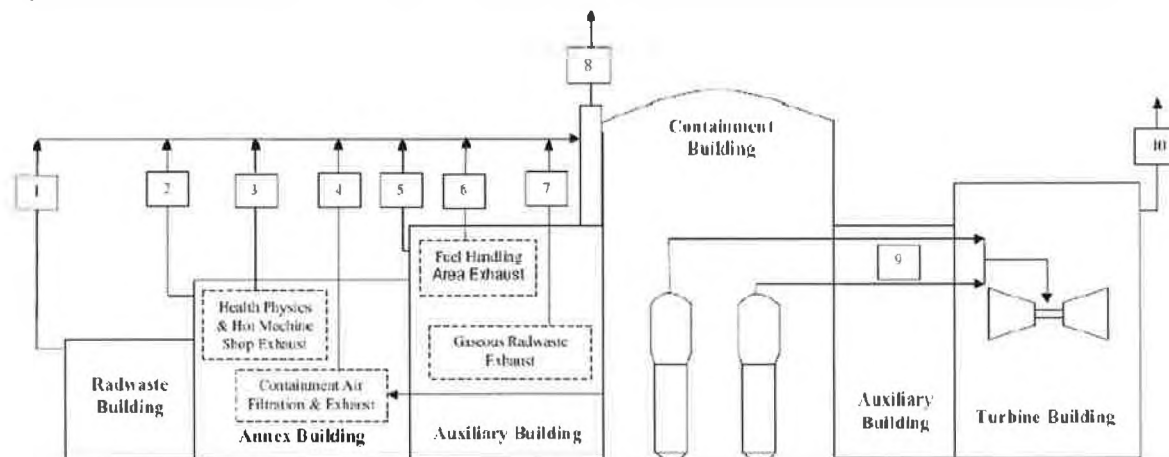 8
Containment
Building
10
1
2
3
4
5
6
7
Fuel Handling
Area Exhaust
9
Health Physics
& Hot Machine
Shop Exhaust
Gaseous Radwaste
Exhaust
Radwaste
Building
Containment Air
Filtration & Exhaust
Annex Building
Auxiliary Building
Auxiliary
Building
Turbine Building